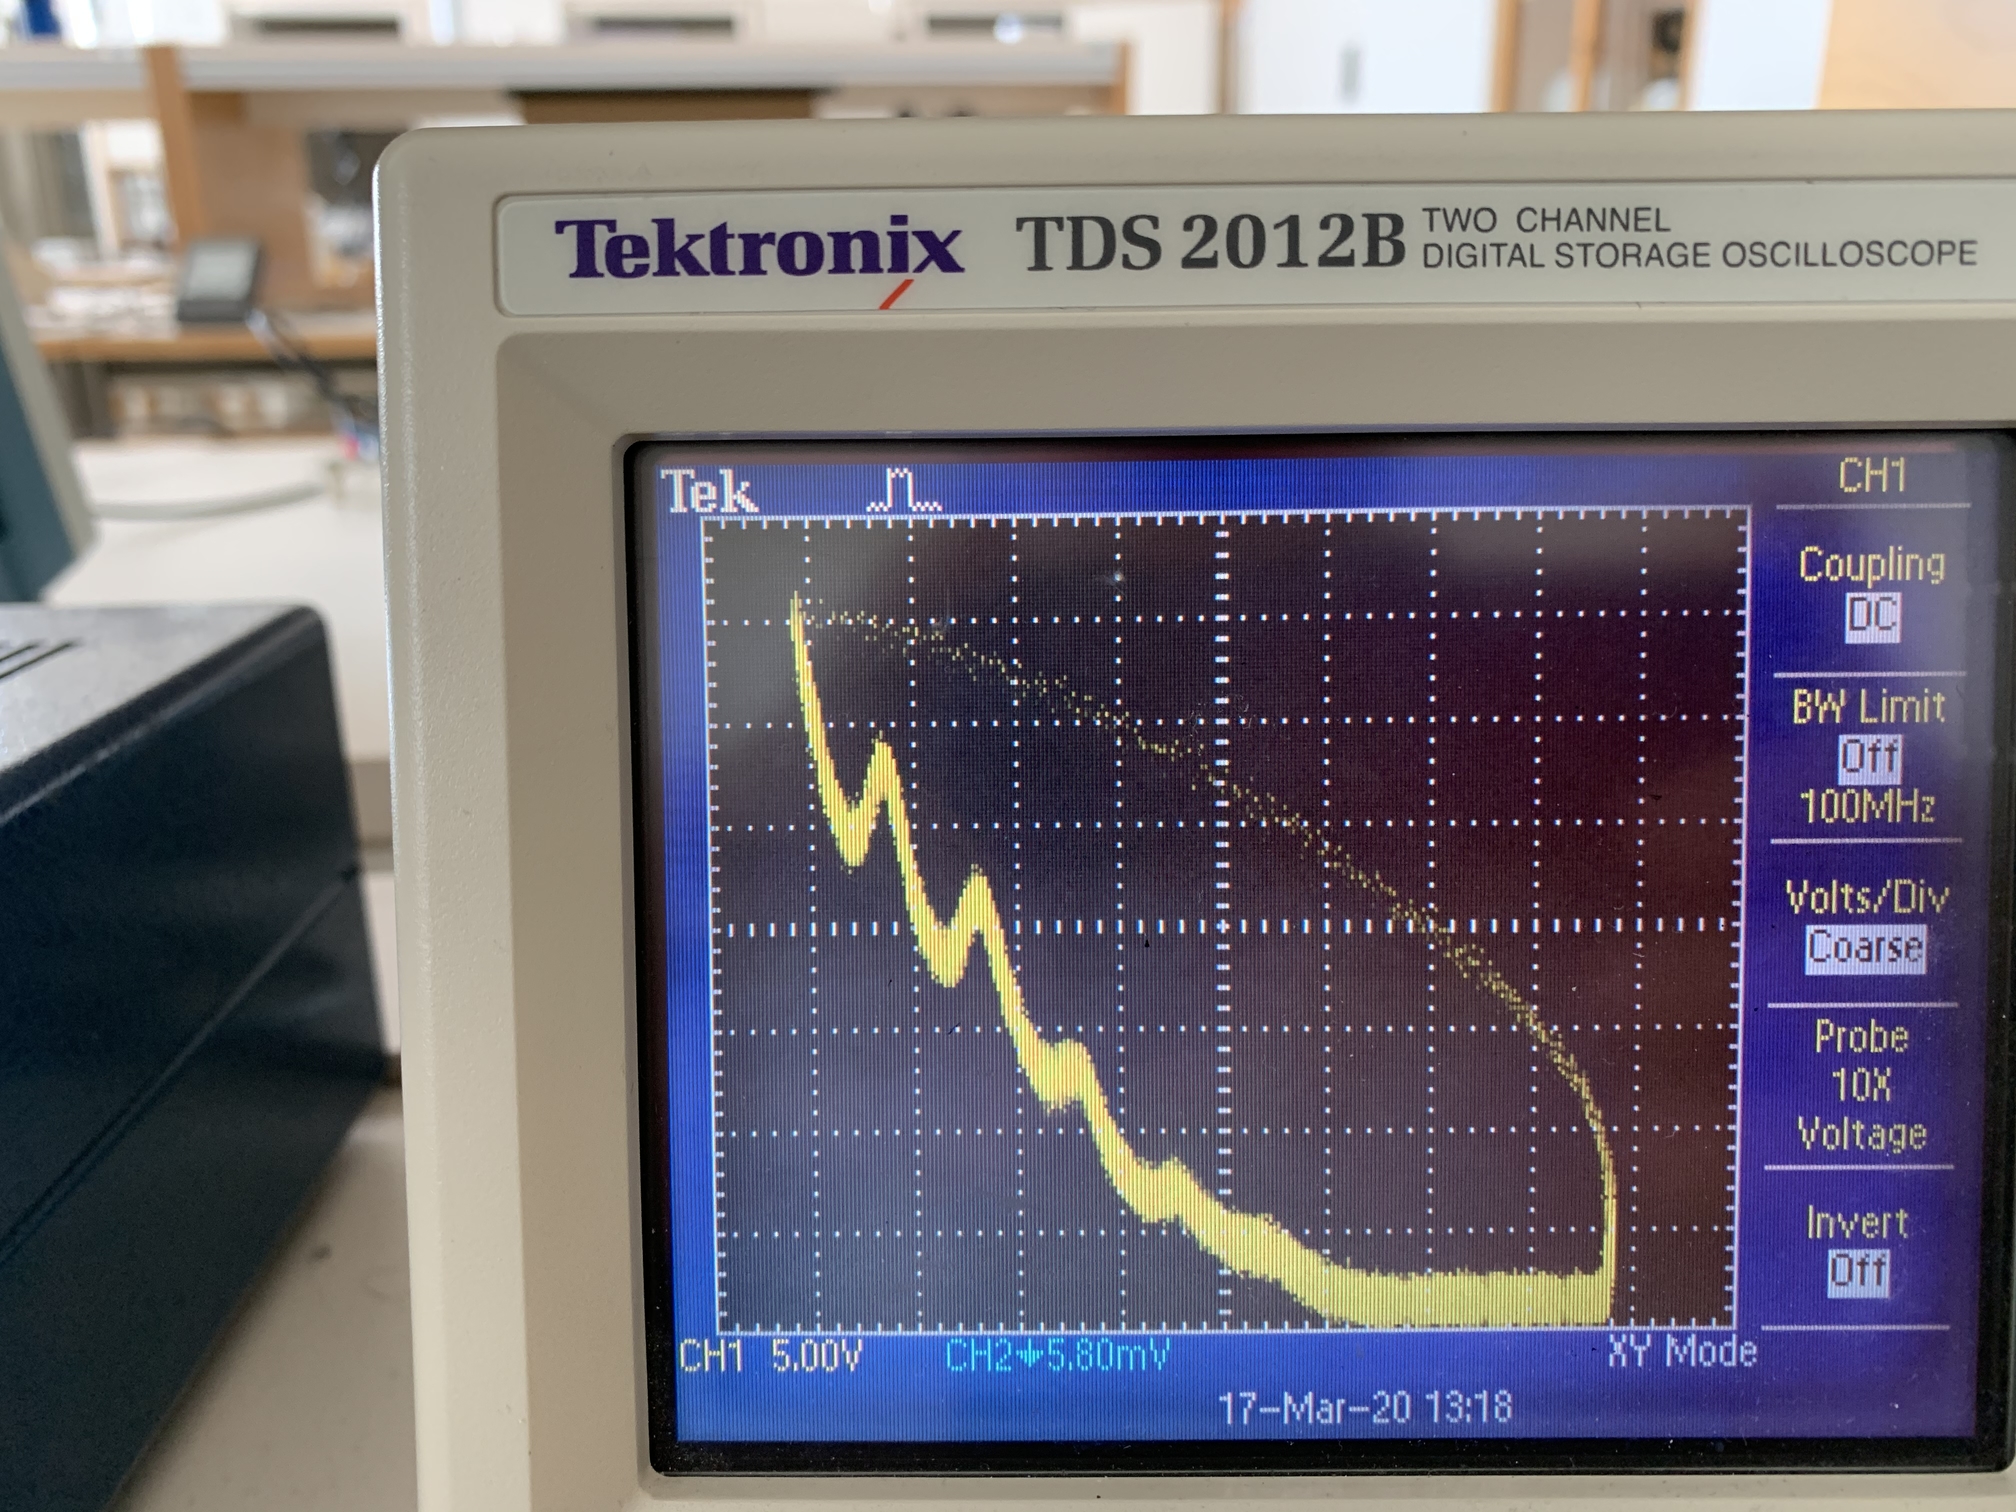 Tektronix TDS 2012B TWO CHANNEL
DIGITAL STORAGE OSCILLOSCOPE
Tek
CH1
Coupling
DC
BW Limit
Off
100MHz
Volts/Div
Coarse
Probe
10X
Voltage
Invert
Off
CH1 5.00V CH2 5.80mV XY Mode
17-Mar-20 13:18